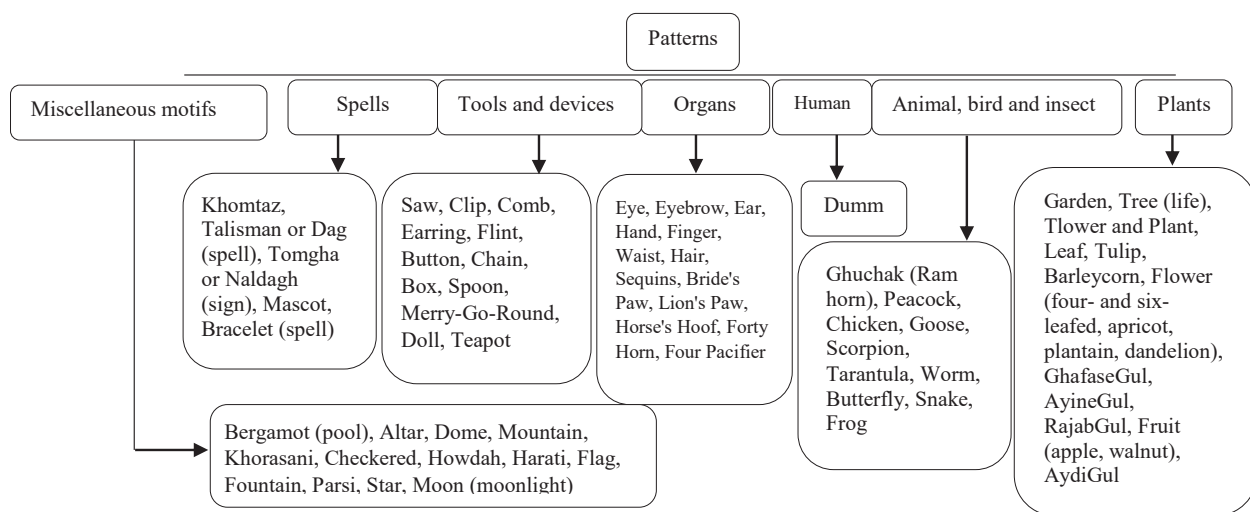 Patterns
Miscellaneous motifs
Spells
Tools and devices
Organs
Human
Animal, bird and insect
Plants
Khomtaz,
Talisman or Dag
(spell), Tomgha
or Naldagh
(sign), Mascot,
Bracelet (spell)
Saw, Clip, Comb,
Earring, Flint,
Button, Chain,
Box, Spoon,
Merry-Go-Round,
Doll, Teapot
Eye, Eyebrow, Ear,
Hand, Finger,
Waist, Hair,
Sequins, Bride's
Paw, Lion's Paw,
Horse's Hoof, Forty
Horn, Four Pacifier
Dumm
Ghuchak (Ram
horn), Peacock,
Chicken, Goose,
Scorpion,
Tarantula, Worm,
Butterfly, Snake,
Frog
Garden, Tree (life),
Tlower and Plant,
Leaf, Tulip,
Barleycorn, Flower
(four- and six-
leafed, apricot,
plantain, dandelion),
GhafaseGul,
AyineGul,
RajabGul, Fruit
(apple, walnut),
AydiGul
Bergamot (pool), Altar, Dome, Mountain,
Khorasani, Checkered, Howdah, Harati, Flag,
Fountain, Parsi, Star, Moon (moonlight)